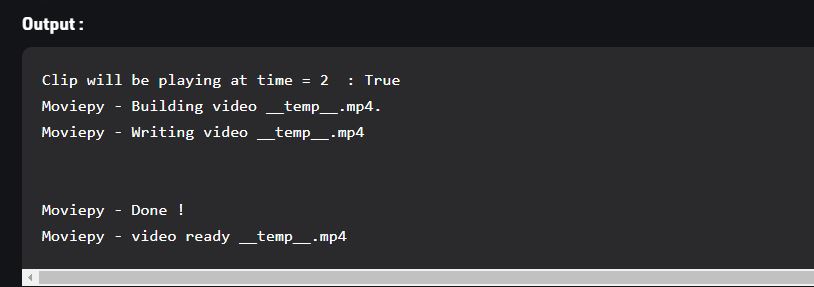 Output :
Clip will be playing at time = 2  : True
Moviepy - Building video __temp__.mp4.
Moviepy - Writing video __temp__.mp4
Moviepy - Done !
Moviepy - video ready __temp__.mp4